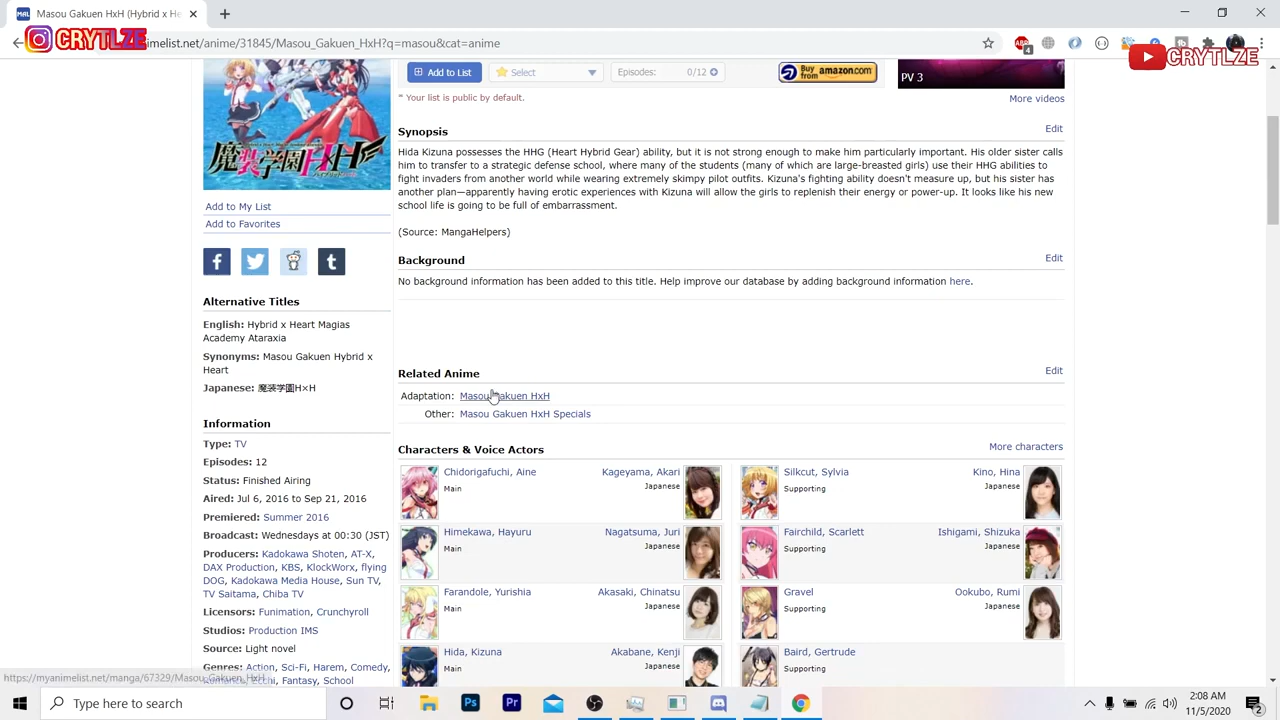 Masou Gakuen HxH (Hybrid x He
CRYTLZE
imelist.net/anime/31845/Masou_Gakuen_HxH?q=masou&cat=anime
4
CRYTLZE
Add to List
Select
Episodes: 0/12
Buy from amazon.com
PV 3
* Your list is public by default.
More videos
魔装学園H×H
Synopsis Edit
Hida Kizuna possesses the HHG (Heart Hybrid Gear) ability, but it is not strong enough to make him particularly important. His older sister calls
him to transfer to a strategic defense school, where many of the students (many of which are large-breasted girls) use their HHG abilities to
fight invaders from another world while wearing extremely skimpy pilot outfits. Kizuna's fighting ability doesn't measure up, but his sister has
another plan—apparently having erotic experiences with Kizuna will allow the girls to replenish their energy or power-up. It looks like his new
school life is going to be full of embarrassment.
(Source: MangaHelpers)
Background Edit
No background information has been added to this title. Help improve our database by adding background information here.
Related Anime Edit
Adaptation: Masou Gakuen HxH
Other: Masou Gakuen HxH Specials
Characters & Voice Actors More characters
Chidorigafuchi, Aine Kageyama, Akari
Main Japanese
Silkcut, Sylvia Kino, Hina
Supporting Japanese
Himekawa, Hayuru Nagatsuma, Juri
Main Japanese
Fairchild, Scarlett Ishigami, Shizuka
Supporting Japanese
Farandole, Yurishia Akasaki, Chinatsu
Main Japanese
Gravel Ookubo, Rumi
Supporting Japanese
Hida, Kizuna Akabane, Kenji
Main Japanese
Baird, Gertrude
Supporting
Add to My List
Add to Favorites
Alternative Titles
English: Hybrid x Heart Magias
Academy Ataraxia
Synonyms: Masou Gakuen Hybrid x
Heart
Japanese: 魔装学園H×H
Information
Type: TV
Episodes: 12
Status: Finished Airing
Aired: Jul 6, 2016 to Sep 21, 2016
Premiered: Summer 2016
Broadcast: Wednesdays at 00:30 (JST)
Producers: Kadokawa Shoten, AT-X,
DAX Production, KBS, KlockWorx, flying
DOG, Kadokawa Media House, Sun TV,
TV Saitama, Chiba TV
Licensors: Funimation, Crunchyroll
Studios: Production IMS
Source: Light novel
Genres: Action, Sci-Fi, Harem, Comedy,
Romance, Ecchi, Fantasy, School
https://myanimelist.net/manga/67329/Masou_Gakuen_HxH
Type here to search
Ps
Pr
2:08 AM
11/5/2020
2